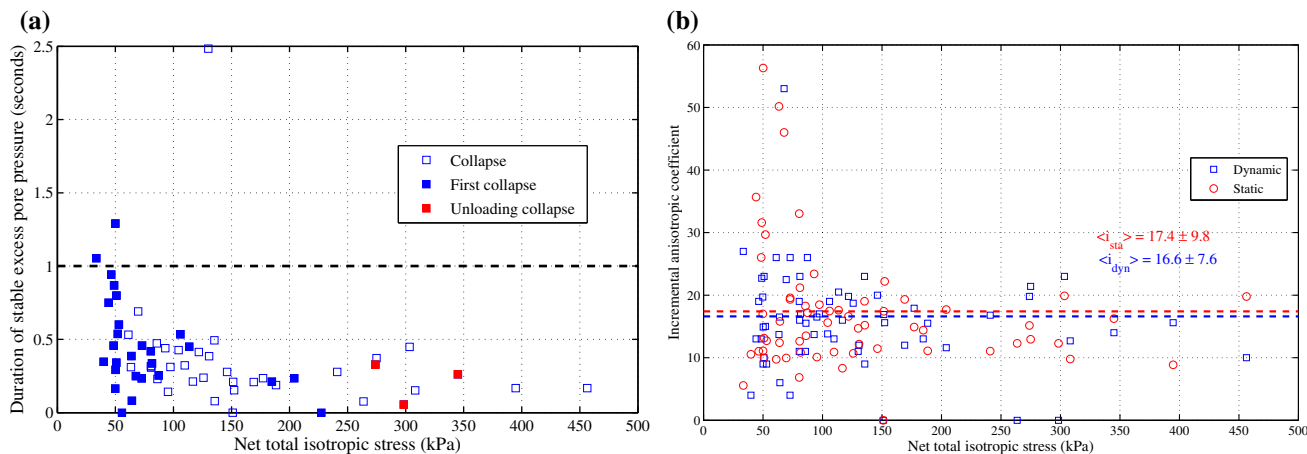 (a)
2.5
2
1.5
1
0.5
0
0 50 100 150 200 250 300 350 400 450 500
Duration of stable excess pore pressure (seconds)
Net total isotropic stress (kPa)
Collapse
First collapse
Unloading collapse
(b)
60
50
40
30
20
10
0
0 50 100 150 200 250 300 350 400 450 500
Incremental anisotropic coefficient
Net total isotropic stress (kPa)
Dynamic
Static
<i_sta> = 17.4 ± 9.8
<i_dyn> = 16.6 ± 7.6